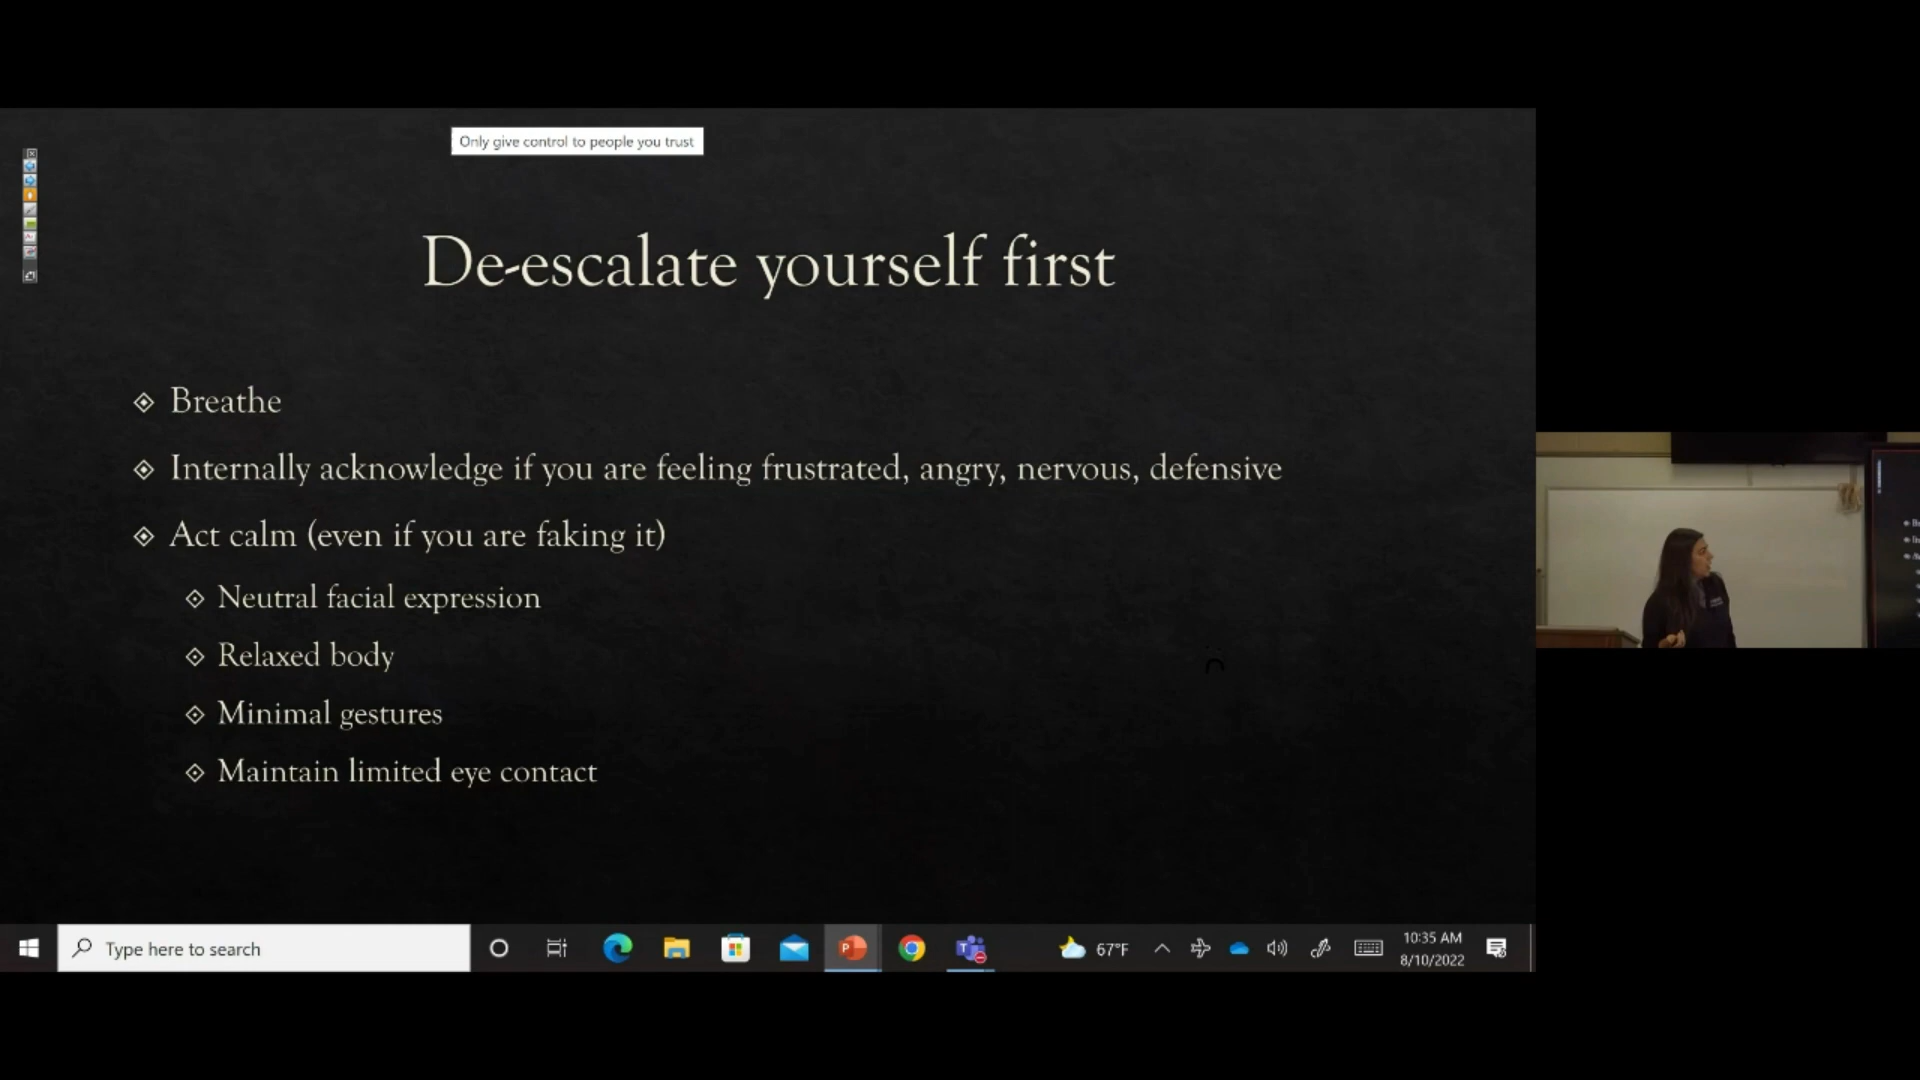 Only give control to people you trust
De-escalate yourself first
Breathe
Internally acknowledge if you are feeling frustrated, angry, nervous, defensive
Act calm (even if you are faking it)
Neutral facial expression
Relaxed body
Minimal gestures
Maintain limited eye contact
Type here to search
67°F
10:35 AM
8/10/2022